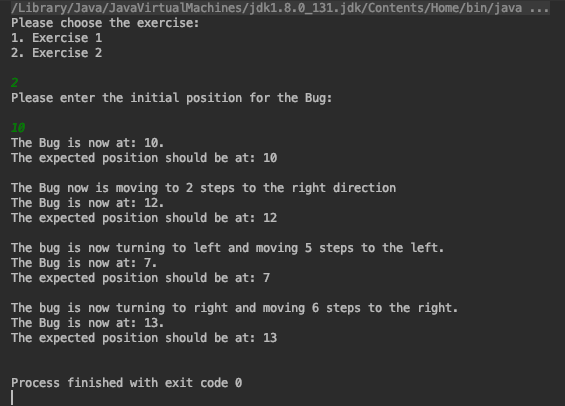 /Library/Java/JavaVirtualMachines/jdk1.8.0_131.jdk/Contents/Home/bin/java ...
Please choose the exercise:
1. Exercise 1
2. Exercise 2
2
Please enter the initial position for the Bug:
10
The Bug is now at: 10.
The expected position should be at: 10
The Bug now is moving to 2 steps to the right direction
The Bug is now at: 12.
The expected position should be at: 12
The bug is now turning to left and moving 5 steps to the left.
The Bug is now at: 7.
The expected position should be at: 7
The bug is now turning to right and moving 6 steps to the right.
The Bug is now at: 13.
The expected position should be at: 13
Process finished with exit code 0